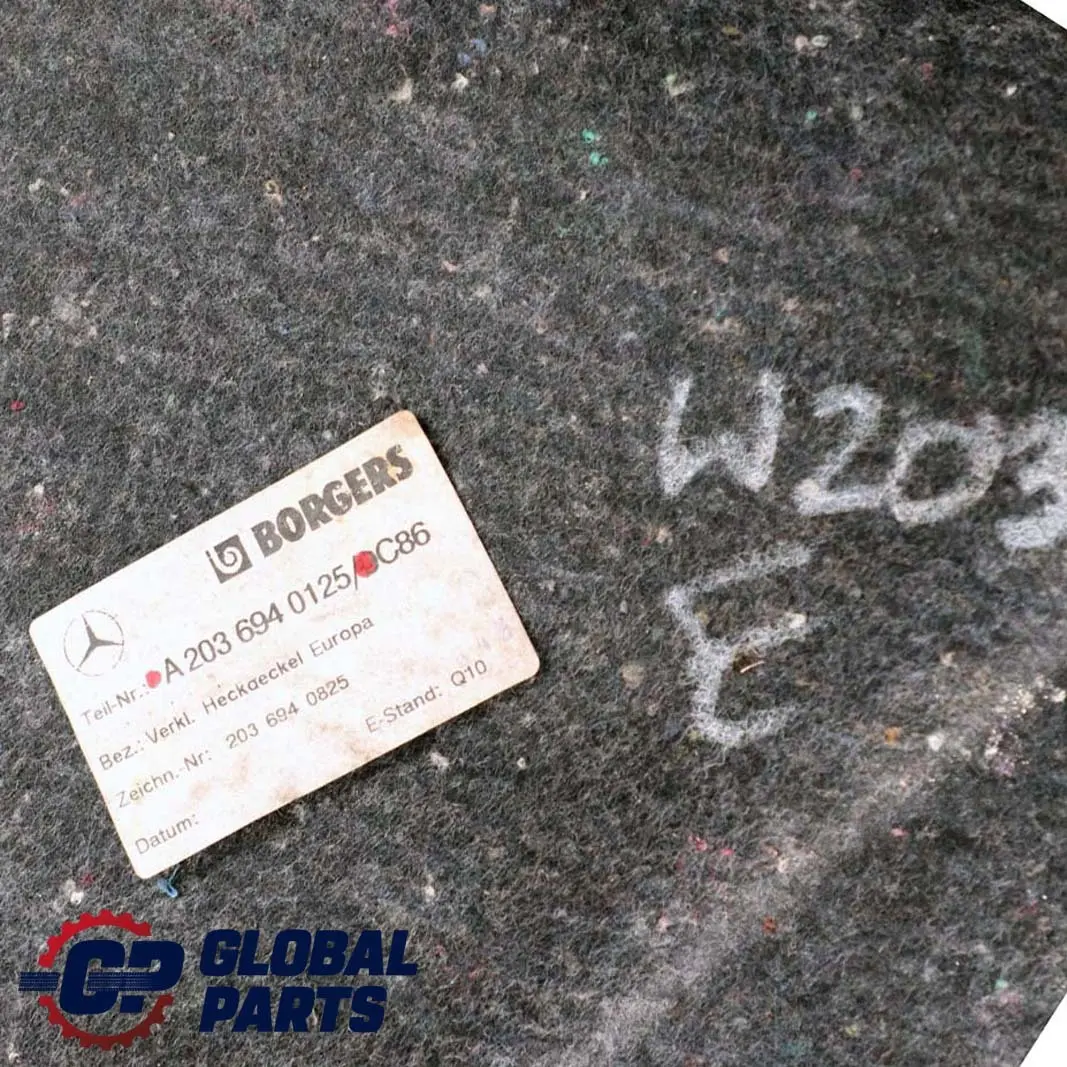 W203
E
BORGERS
Teil-Nr.: A 203 694 0125/ C86
Bez.: Verkl. Heckdeckel Europa
Zeichn.-Nr: 203 694 0825
E-Stand: Q10
Datum:
GP GLOBAL
PARTS